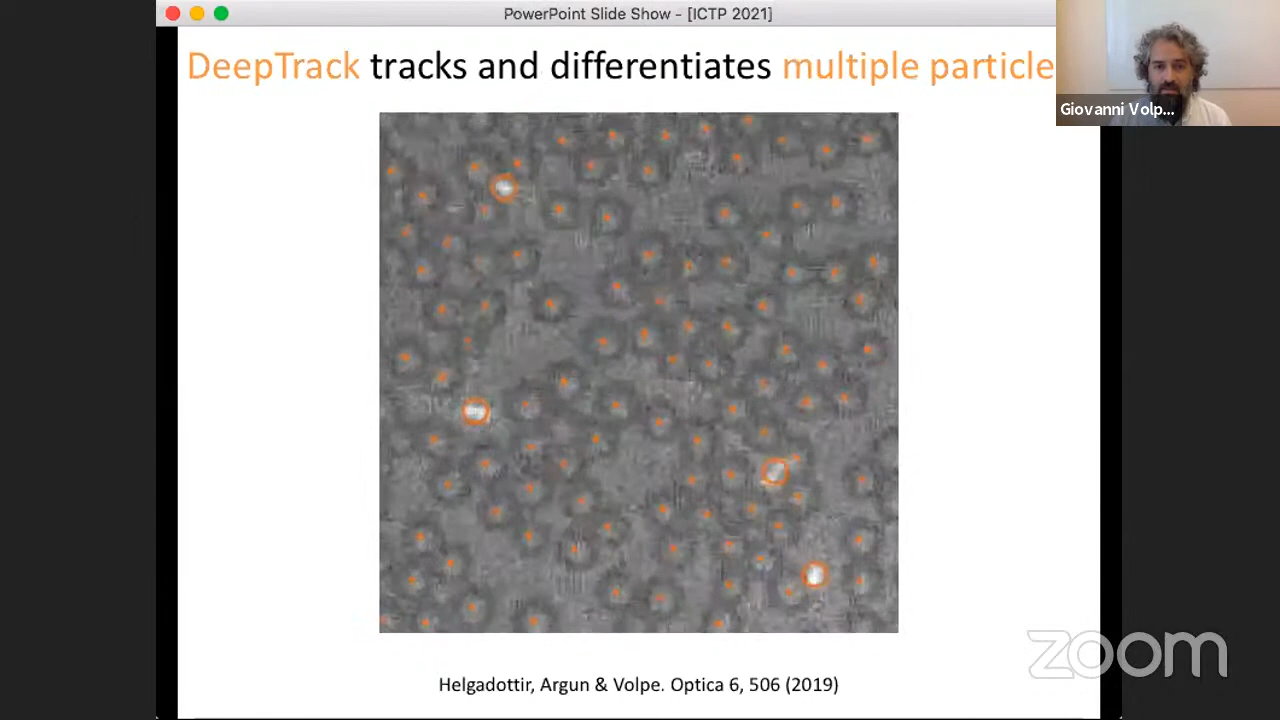 PowerPoint Slide Show - [ICTP 2021]
DeepTrack tracks and differentiates multiple particle
Giovanni Volp...
Helgadottir, Argun & Volpe. Optica 6, 506 (2019)
zoom